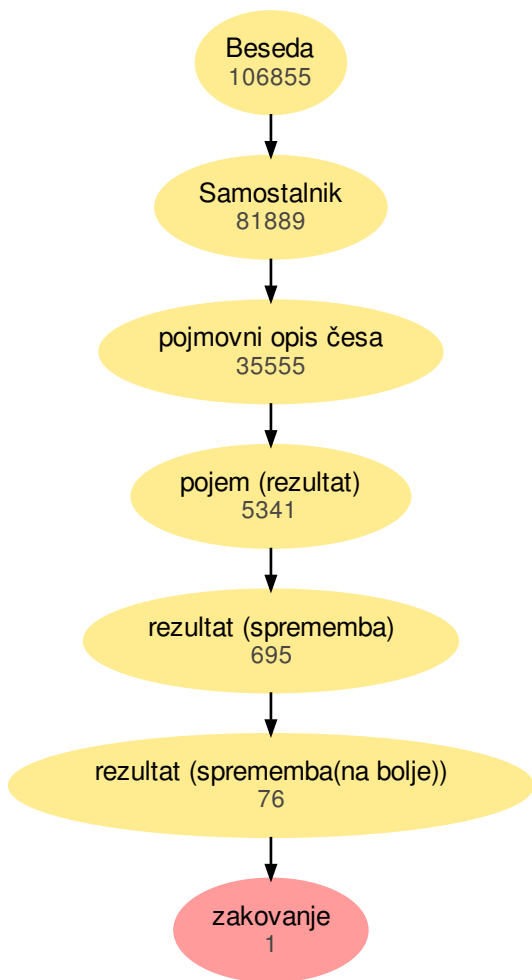 Beseda
106855
Samostalnik
81889
pojmovni opis česa
35555
pojem (rezultat)
5341
rezultat (sprememba)
695
rezultat (sprememba(na bolje))
76
zakovanje
1